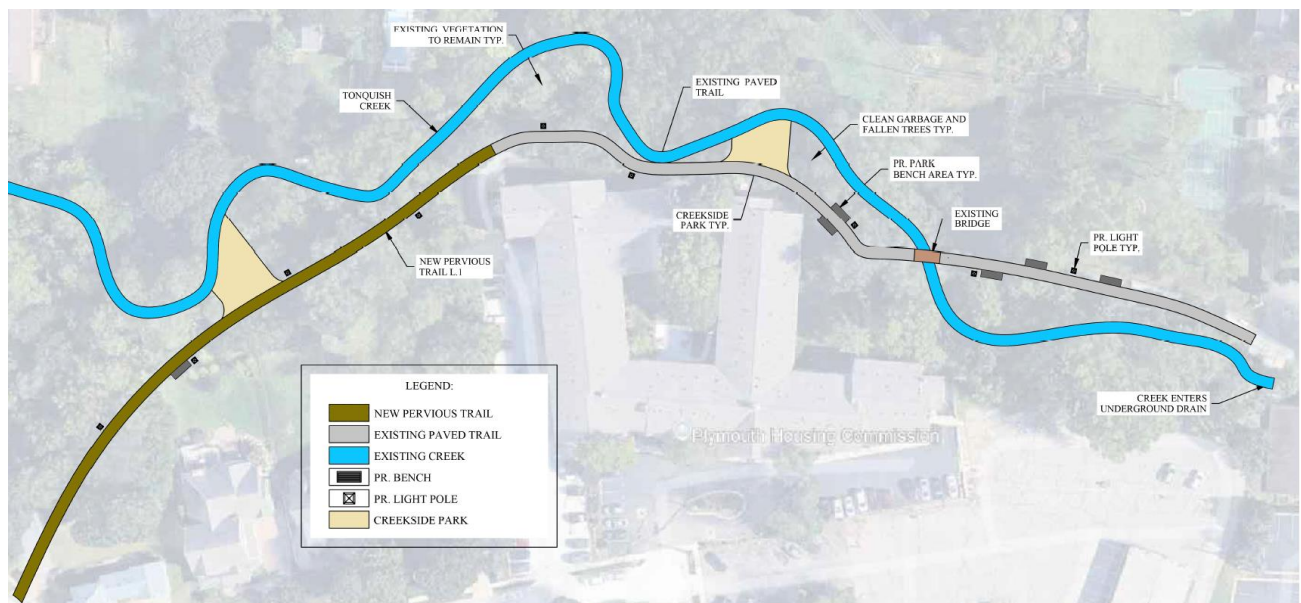 EXISTING VEGETATION
TO REMAIN TYP.
TONQUISH
CREEK
EXISTING PAVED
TRAIL
CLEAN GARBAGE AND
FALLEN TREES TYP.
PR. PARK
BENCH AREA TYP.
EXISTING
BRIDGE
PR. LIGHT
POLE TYP.
CREEKSIDE
PARK TYP.
NEW PERVIOUS
TRAIL L.1
CREEK ENTERS
UNDERGROUND DRAIN
Plymouth Housing Commission
LEGEND:
NEW PERVIOUS TRAIL
EXISTING PAVED TRAIL
EXISTING CREEK
PR. BENCH
PR. LIGHT POLE
CREEKSIDE PARK